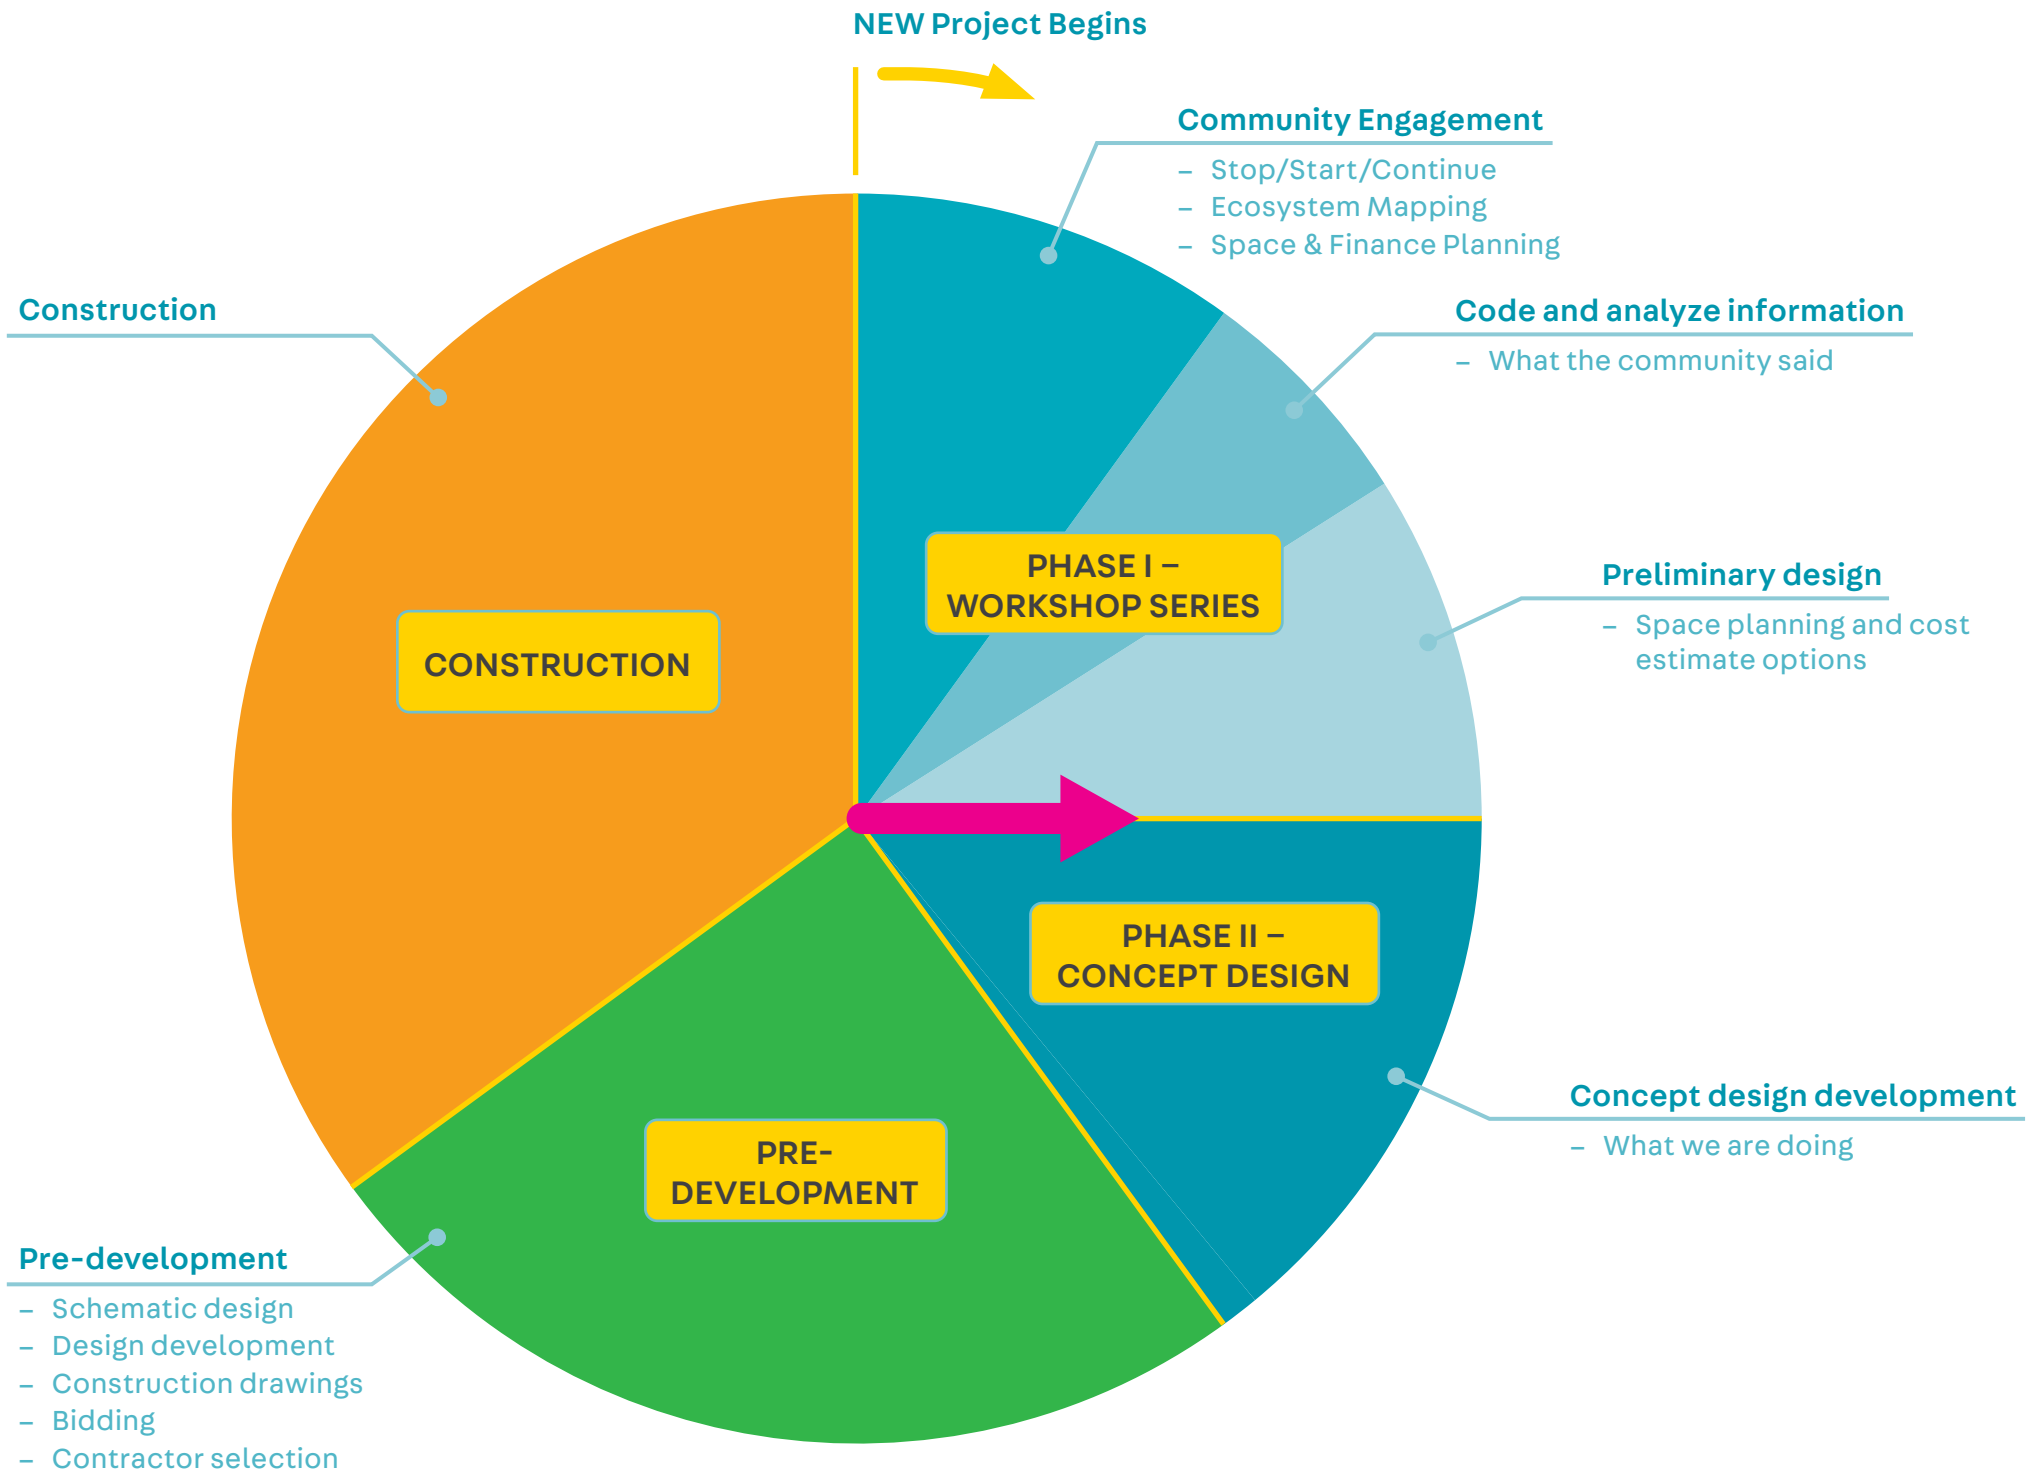 NEW Project Begins
Community Engagement
– Stop/Start/Continue
– Ecosystem Mapping
– Space & Finance Planning
Code and analyze information
– What the community said
Preliminary design
– Space planning and cost
estimate options
Concept design development
– What we are doing
Construction
Pre-development
– Schematic design
– Design development
– Construction drawings
– Bidding
– Contractor selection
PHASE I –
WORKSHOP SERIES
PHASE II –
CONCEPT DESIGN
PRE-
DEVELOPMENT
CONSTRUCTION